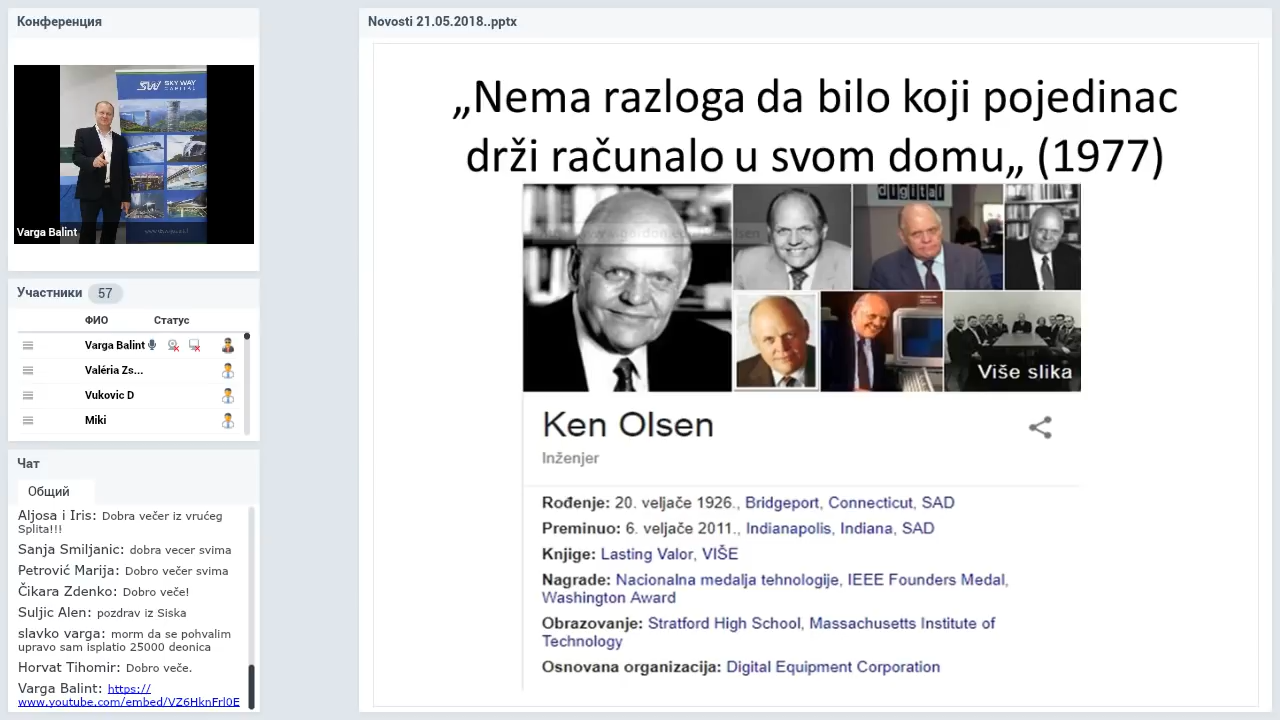 Конференция
SKY WAY
CAPITAL
Varga Balint
Участники 57
ФИО Статус
Varga Balint
Valéria Zs...
Vukovic D
Miki
Чат
Общий
Aljosa i Iris: Dobra večer iz vrućeg
Splita!!!
Sanja Smiljanic: dobra vecer svima
Petrović Marija: Dobro večer svima
Čikara Zdenko: Dobro veče!
Suljic Alen: pozdrav iz Siska
slavko varga: morm da se pohvalim
upravo sam isplatio 25000 deonica
Horvat Tihomir: Dobro veče.
Varga Balint: https://
www.youtube.com/embed/VZ6HknFrl0E
Novosti 21.05.2018..pptx
„Nema razloga da bilo koji pojedinac
drži računalo u svom domu„ (1977)
digital
Više slika
Ken Olsen
Inženjer
Rođenje: 20. veljače 1926., Bridgeport, Connecticut, SAD
Preminuo: 6. veljače 2011., Indianapolis, Indiana, SAD
Knjige: Lasting Valor, VIŠE
Nagrade: Nacionalna medalja tehnologije, IEEE Founders Medal,
Washington Award
Obrazovanje: Stratford High School, Massachusetts Institute of
Technology
Osnovana organizacija: Digital Equipment Corporation